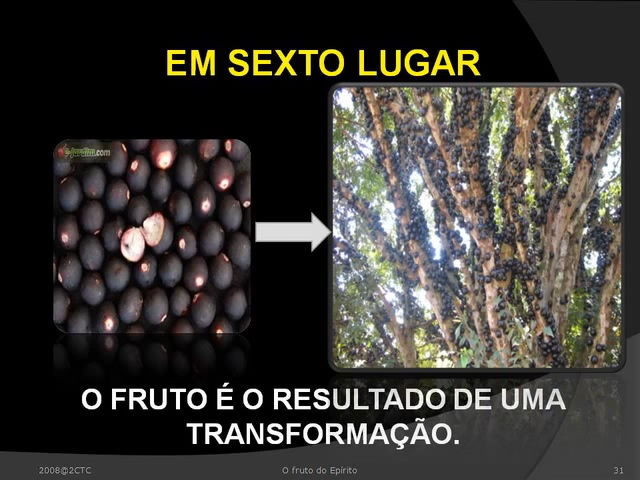 EM SEXTO LUGAR
O FRUTO É O RESULTADO DE UMA
TRANSFORMAÇÃO.
2008@2CTC
O fruto do Epírito
31